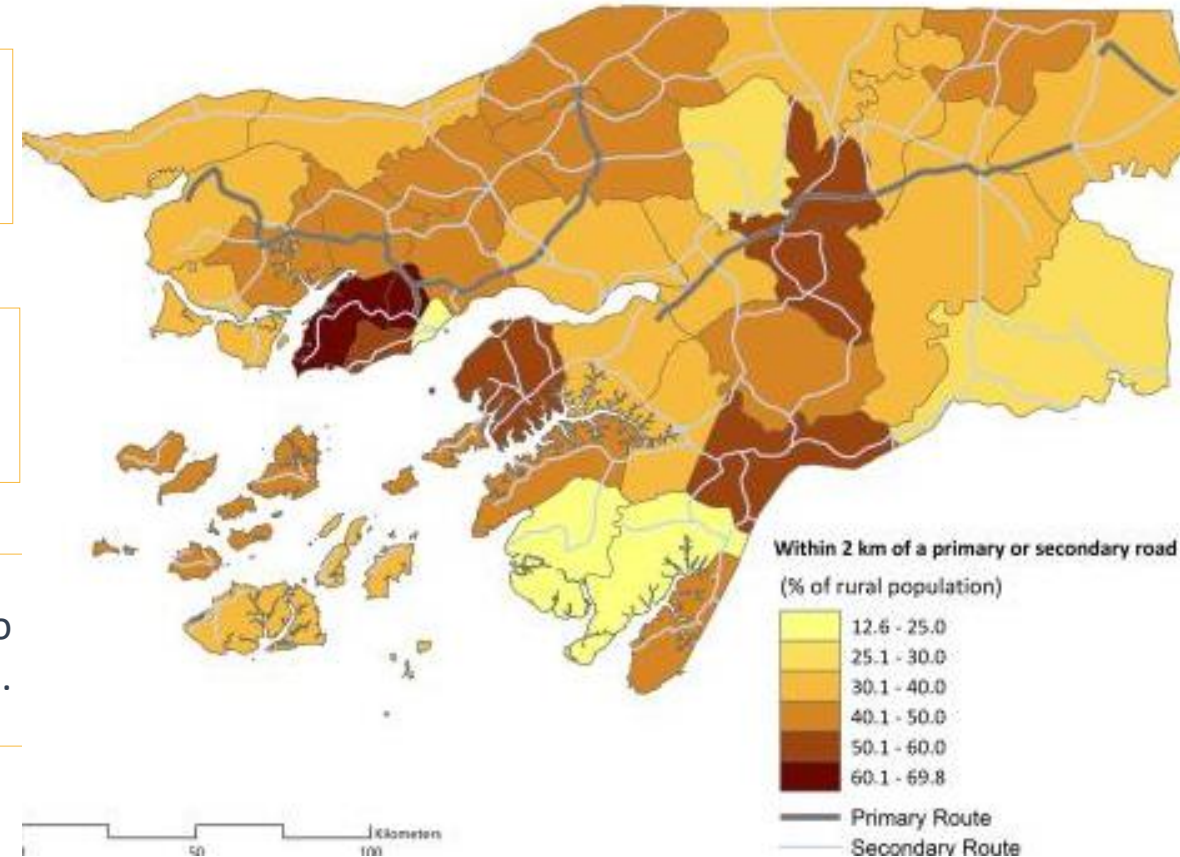 o
.
Within 2 km of a primary or secondary road
(% of rural population)
12.6 - 25.0
25.1 - 30.0
30.1 - 40.0
40.1 - 50.0
50.1 - 60.0
60.1 - 69.8
Primary Route
Secondary Route
Kilometers
0 50 100